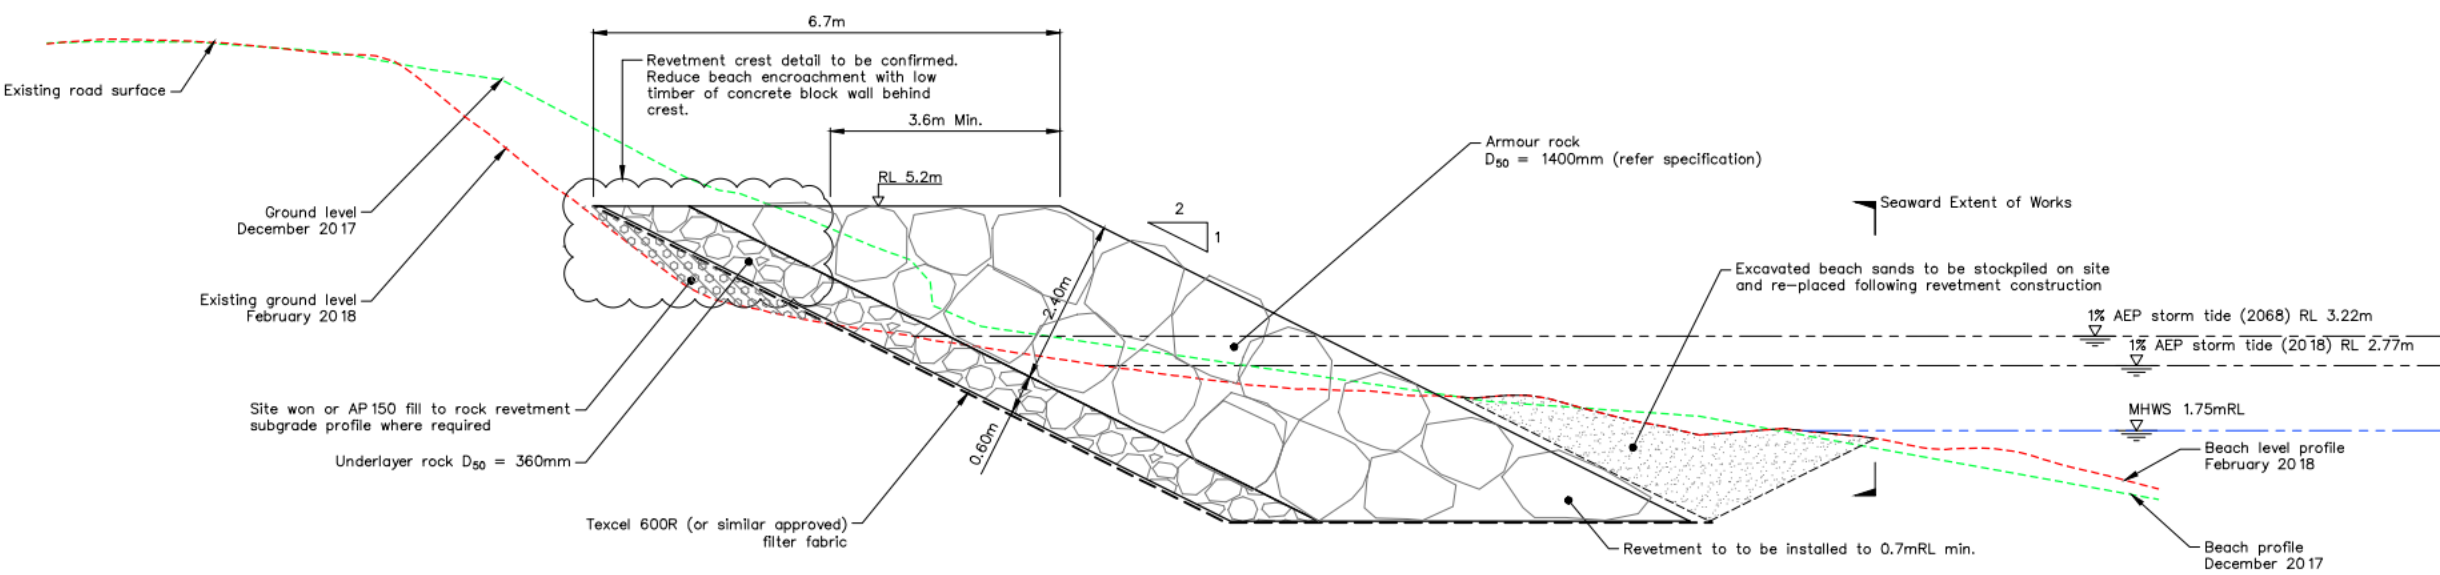 6.7m
Revetment crest detail to be confirmed.
Reduce beach encroachment with low
timber of concrete block wall behind
crest.
Existing road surface
3.6m Min.
Armour rock
D50 = 1400mm (refer specification)
RL 5.2m
2
1
Seaward Extent of Works
Ground level
December 2017
Excavated beach sands to be stockpiled on site
and re-placed following revetment construction
Existing ground level
February 2018
2.40m
1% AEP storm tide (2068) RL 3.22m
1% AEP storm tide (2018) RL 2.77m
Site won or AP150 fill to rock revetment
subgrade profile where required
MHWS 1.75mRL
0.60m
Underlayer rock D50 = 360mm
Beach level profile
February 2018
Texcel 600R (or similar approved)
filter fabric
Revetment to to be installed to 0.7mRL min.
Beach profile
December 2017